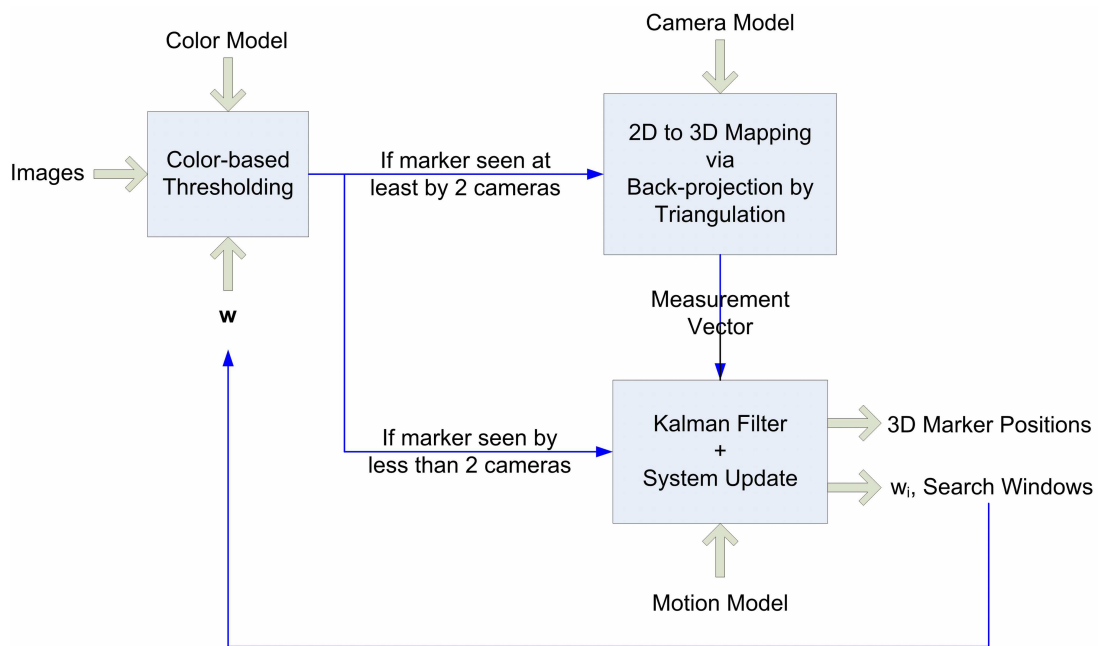 Color Model
Camera Model
Images
Color-based
Thresholding
If marker seen at
least by 2 cameras
2D to 3D Mapping
via
Back-projection by
Triangulation
w
Measurement
Vector
If marker seen by
less than 2 cameras
Kalman Filter
+
System Update
3D Marker Positions
wᵢ, Search Windows
Motion Model